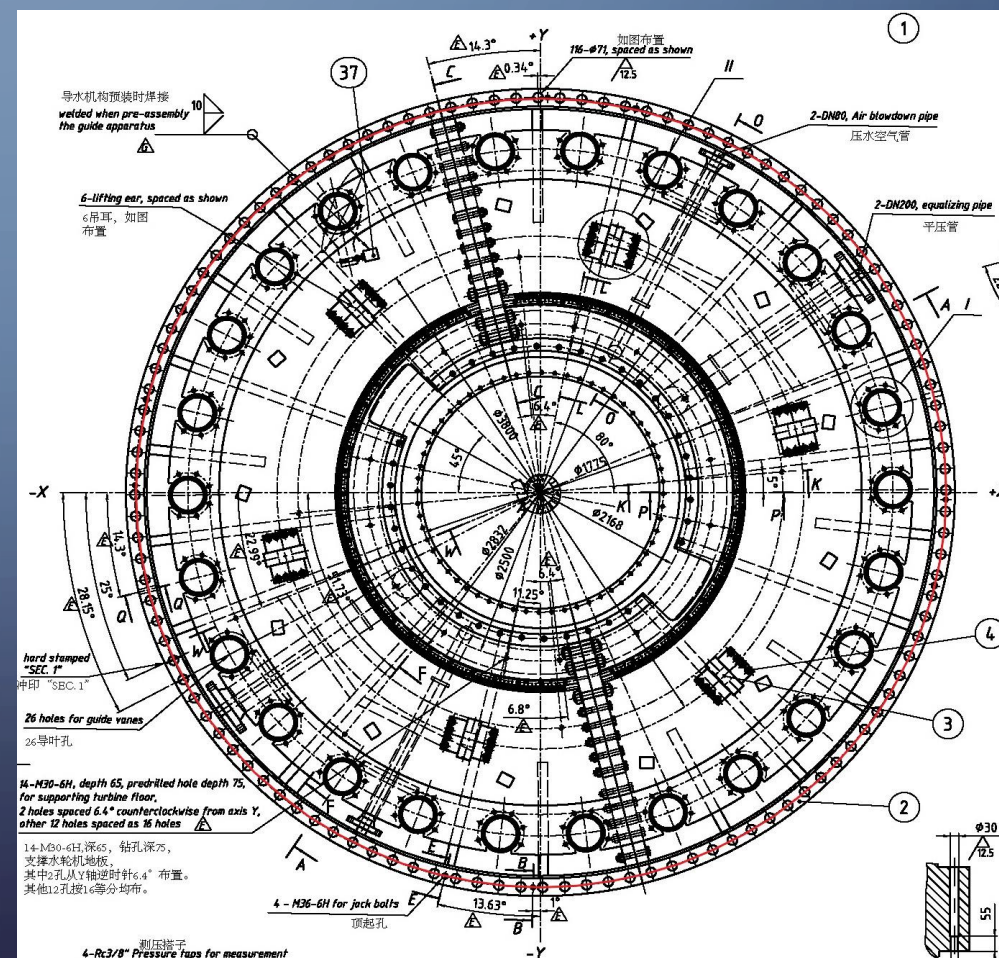 1
+Y
14.3°
C
0.34°
如图布置
116-Φ71, spaced as shown
12.5
II
37
导水机构预装时焊接
welded when pre-assembly
the guide apparatus
10
O
2-DN80, Air blowdown pipe
压水空气管
6-lifting ear, spaced as shown
6吊耳，如图
布置
2-DN200, equalizing pipe
平压管
L
A
I
C
6.4°
L
O
Φ3800
80°
45°
Φ1775
-X
5°
K
K
P
P
Φ2168
14.3°
25°
28.15°
22.99°
W
Φ2832
Φ2500
6.4°
11.25°
Q
Q
W
F
4
hard stamped
"SEC. 1"
冲印 "SEC.1"
6.8°
3
26 holes for guide vanes
26导叶孔
14-M30-6H, depth 65, predrilled hole depth 75,
for supporting turbine floor,
2 holes spaced 6.4° counterclockwise from axis Y,
other 12 holes spaced as 16 holes
F
2
14-M30-6H,深65，钻孔深75，
支撑水轮机地板，
其中2孔从Y轴逆时针6.4°布置。
其他12孔按16等分均布。
A
E
B
E
4 - M36-6H for jack bolts
顶起孔
13.63°
1°
B
-Y
Φ30
12.5
55
测压搭子
4-Rc3/8" Pressure taps for measurement